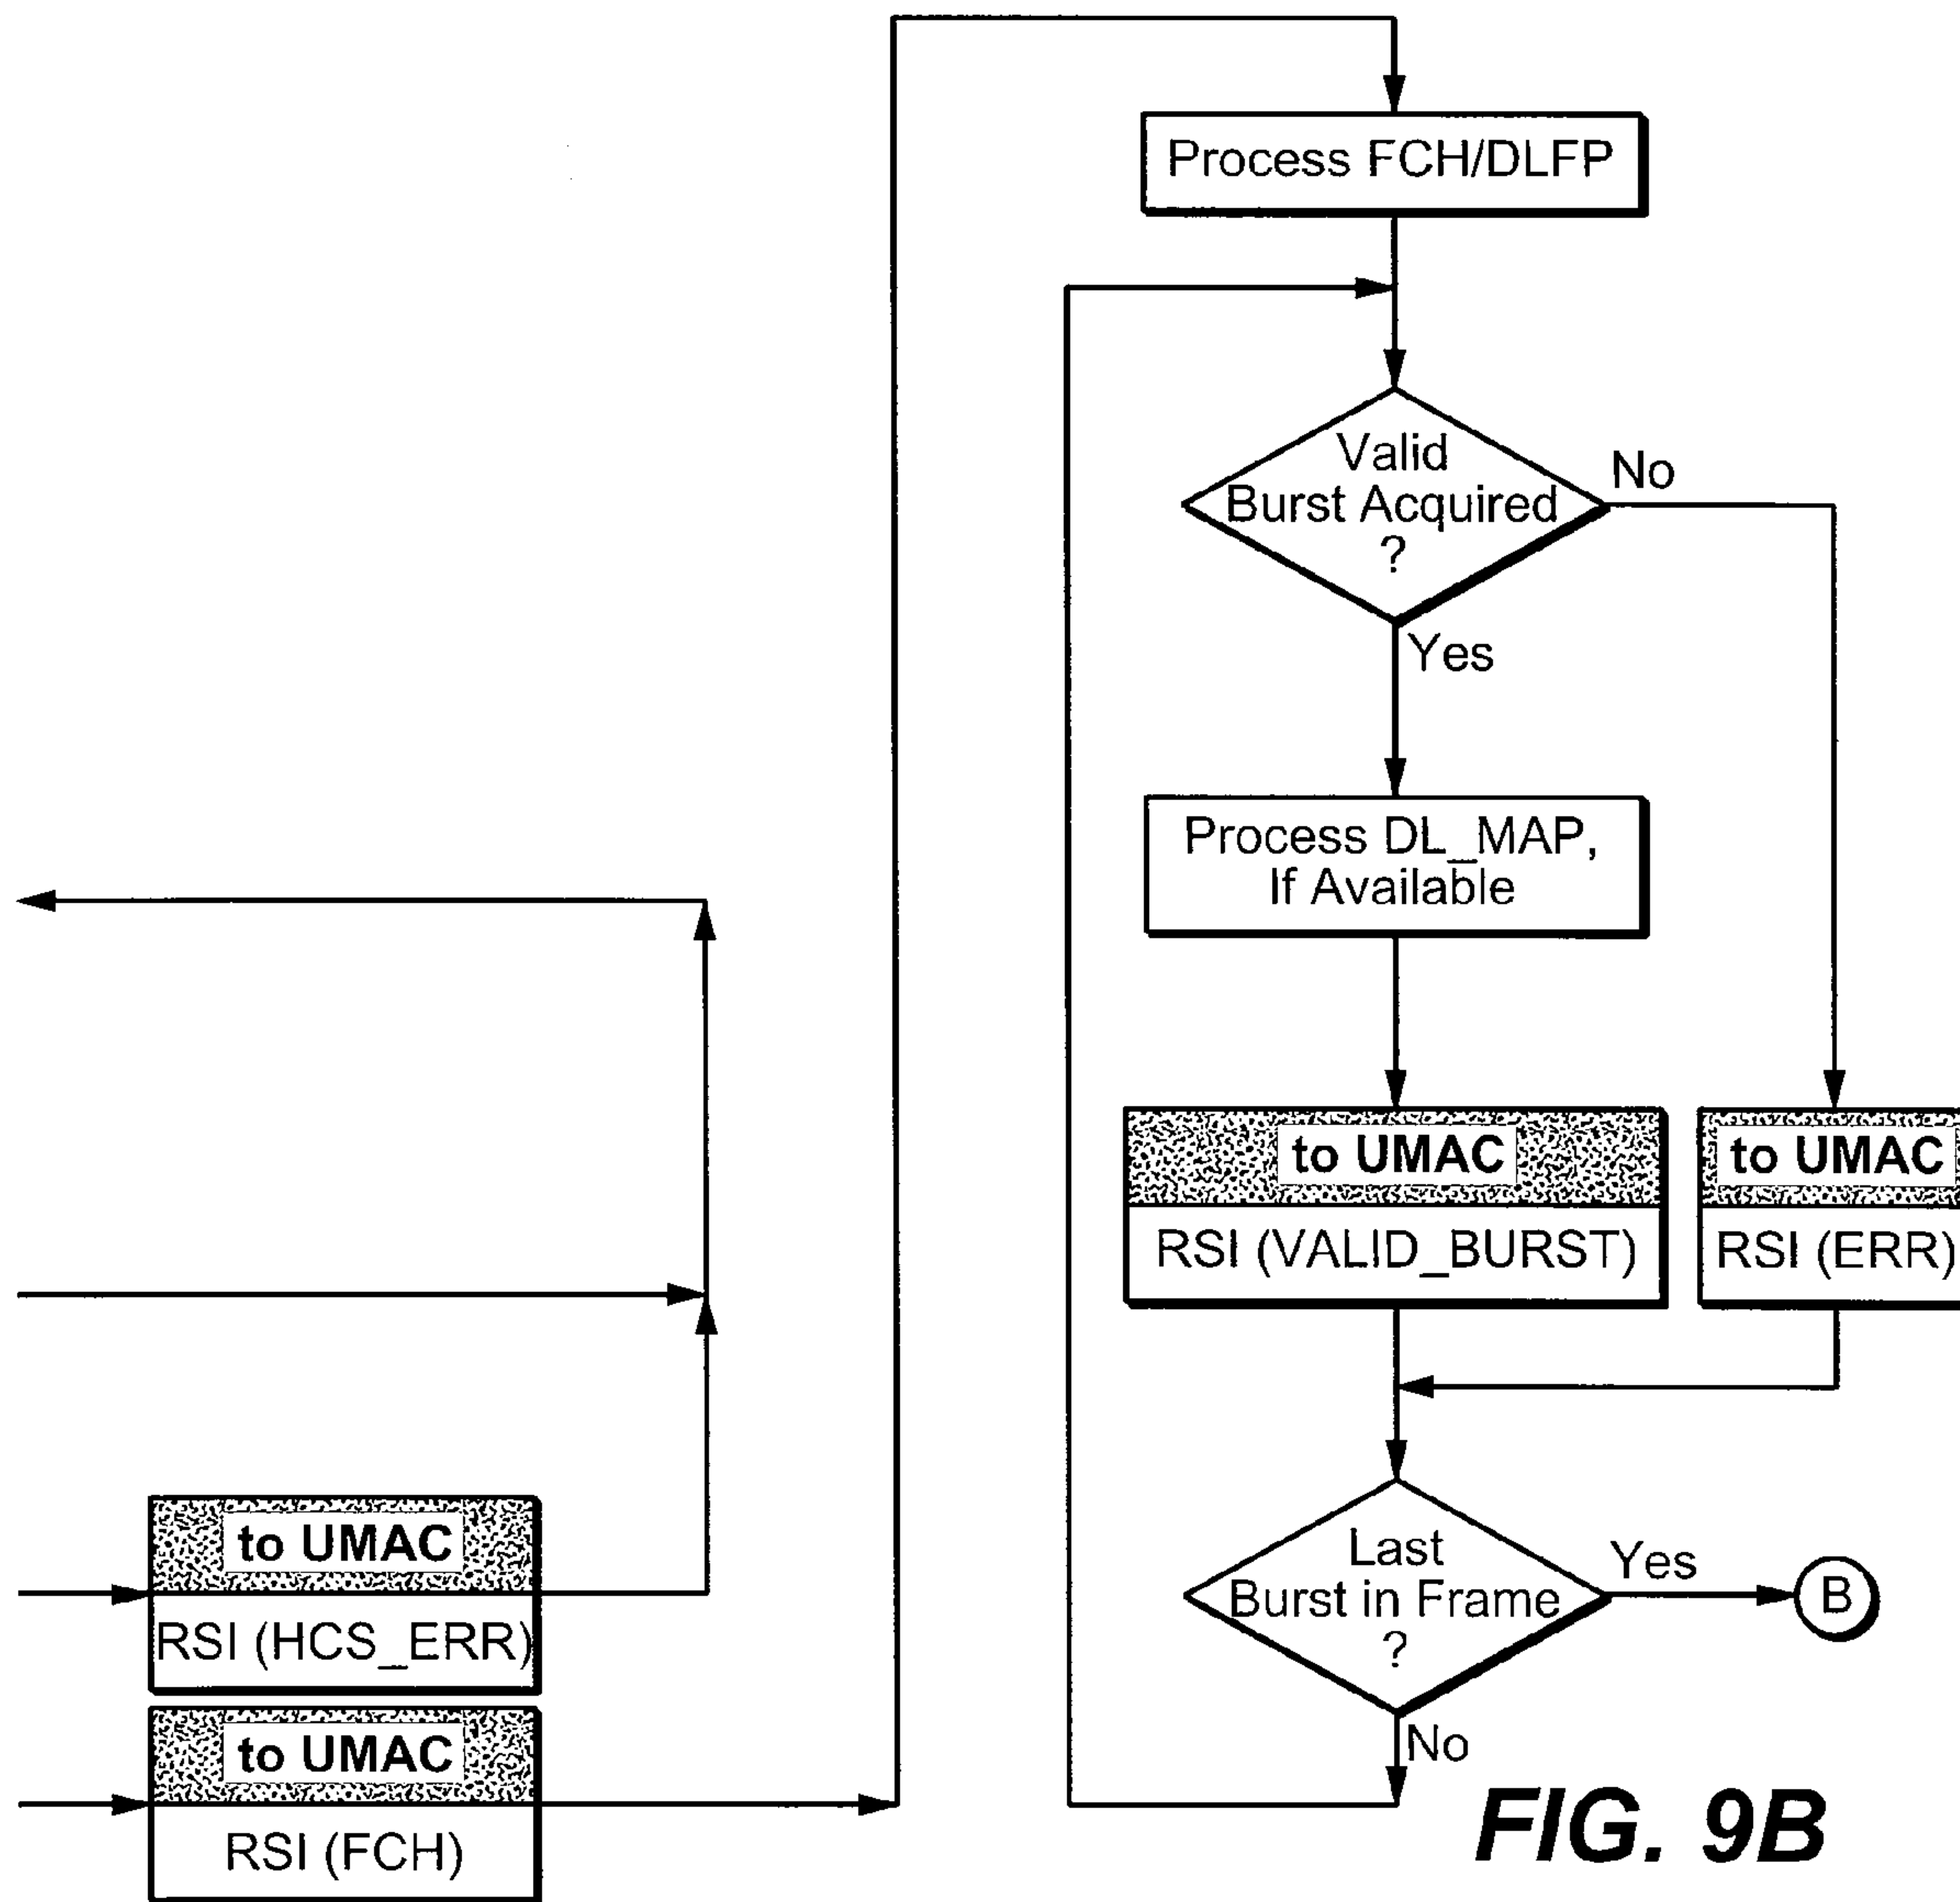 Process FCH/DLFP
Valid
Burst Acquired
?
No
Yes
Process DL_MAP,
If Available
to UMAC
RSI (VALID_BURST)
to UMAC
RSI (ERR)
Last
Burst in Frame
?
Yes
B
No
to UMAC
RSI (HCS_ERR)
to UMAC
RSI (FCH)
FIG. 9B